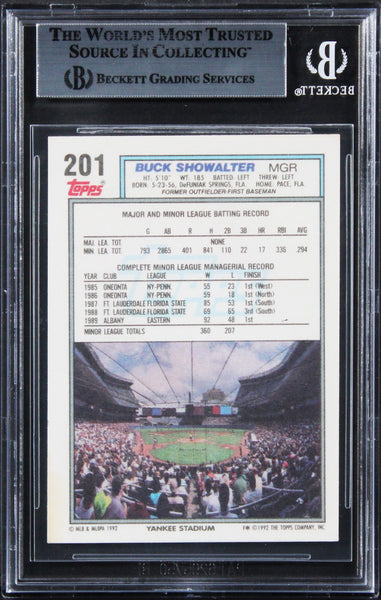 THE WORLD'S MOST TRUSTED
SOURCE IN COLLECTING™
BECKETT GRADING SERVICES
BECKETT
201
Topps
BUCK SHOWALTER MGR
HT: 5'10" WT: 185 BATTED: LEFT THREW: LEFT
BORN: 5-23-56, DeFUNIAK SPRINGS, FLA HOME: PACE, FLA
FORMER OUTFIELDER-FIRST BASEMAN
MAJOR AND MINOR LEAGUE BATTING RECORD
G AB R H 2B 3B HR RBI AVG
MAJ. LEA. TOT. NONE
MIN. LEA. TOT. 793 2865 401 841 110 22 17 335 .294
COMPLETE MINOR LEAGUE MANAGERIAL RECORD
YEAR CLUB LEAGUE W L FINISH
1985 ONEONTA NY-PENN. 55 23 1st (West)
1986 ONEONTA NY-PENN. 59 18 1st (North)
1987 FT. LAUDERDALE FLORIDA STATE 85 53 1st (South)
1988 FT. LAUDERDALE FLORIDA STATE 69 65 3rd (South)
1989 ALBANY EASTERN 92 48 1st
MINOR LEAGUE TOTALS 360 207
© MLB & MLBPA 1992 YANKEE STADIUM © 1992 THE TOPPS COMPANY, INC.